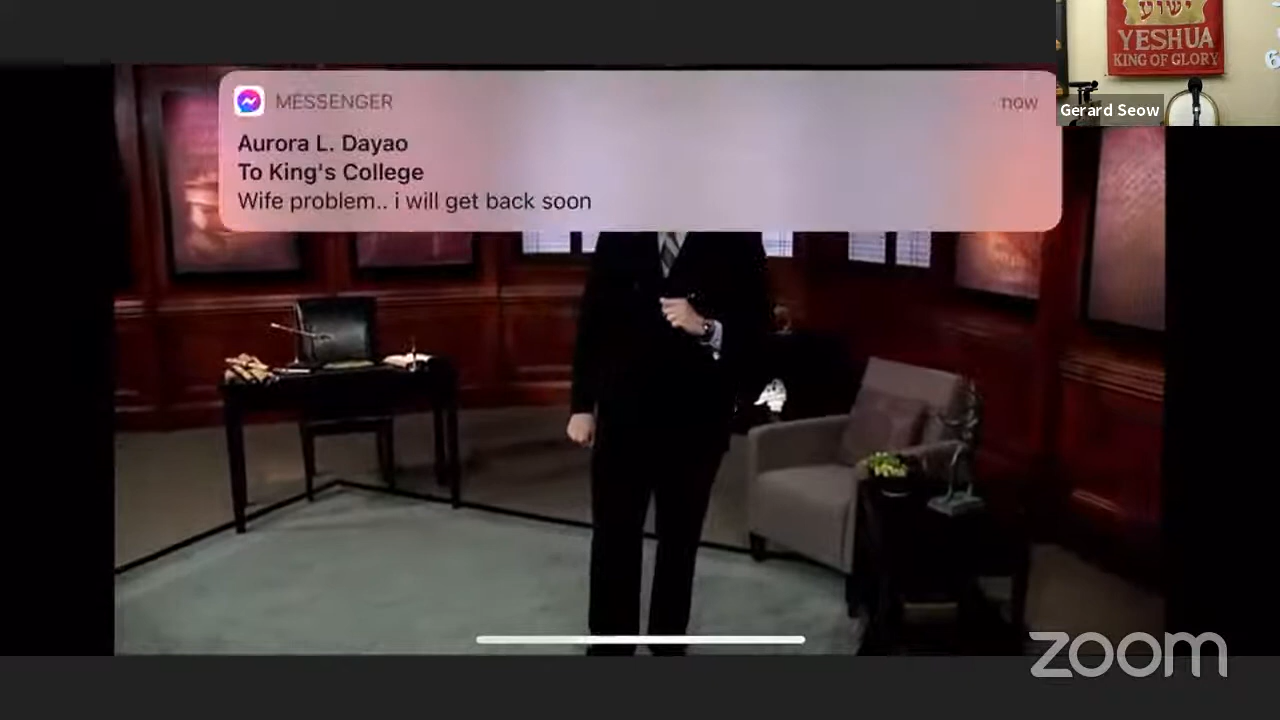 MESSENGER
now
Aurora L. Dayao
To King's College
Wife problem.. i will get back soon
ישוע
YESHUA
KING OF GLORY
Gerard Seow
zoom